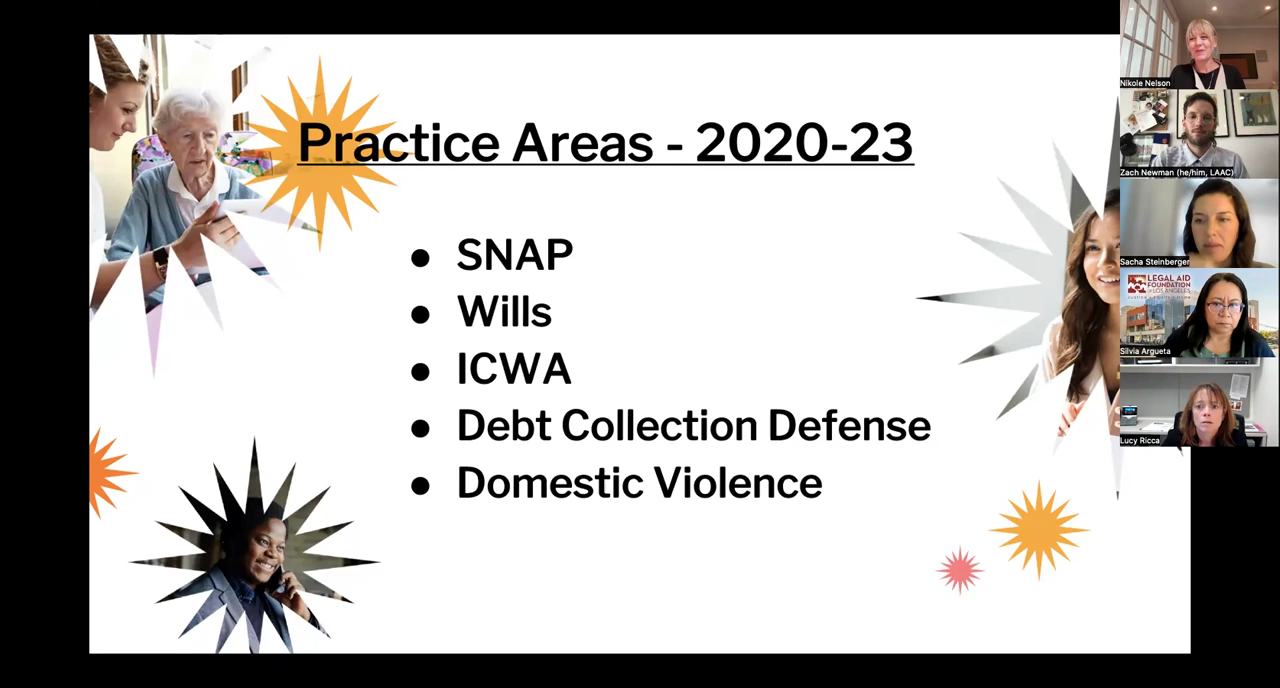 Practice Areas - 2020-23
● SNAP
● Wills
● ICWA
● Debt Collection Defense
● Domestic Violence
Nikole Nelson
Zach Newman (he/him, LAAC)
Sacha Steinberger
LEGAL AID
FOUNDATION
OF LOS ANGELES
Silvia Argueta
Lucy Ricca